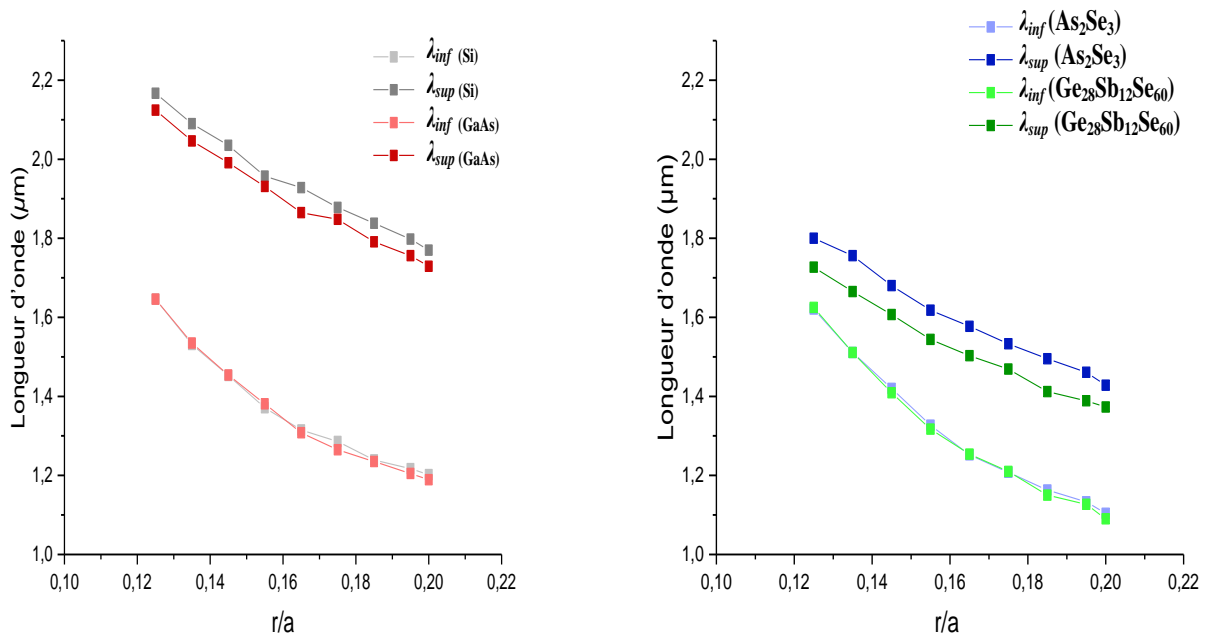 λinf (Si)
λsup (Si)
λinf (GaAs)
λsup (GaAs)
2,2
2,0
1,8
1,6
1,4
1,2
1,0
Longueur d'onde (µm)
0,10 0,12 0,14 0,16 0,18 0,20 0,22
r/a
λinf (As2Se3)
λsup (As2Se3)
λinf (Ge28Sb12Se60)
λsup (Ge28Sb12Se60)
2,2
2,0
1,8
1,6
1,4
1,2
1,0
Longueur d'onde (µm)
0,10 0,12 0,14 0,16 0,18 0,20 0,22
r/a